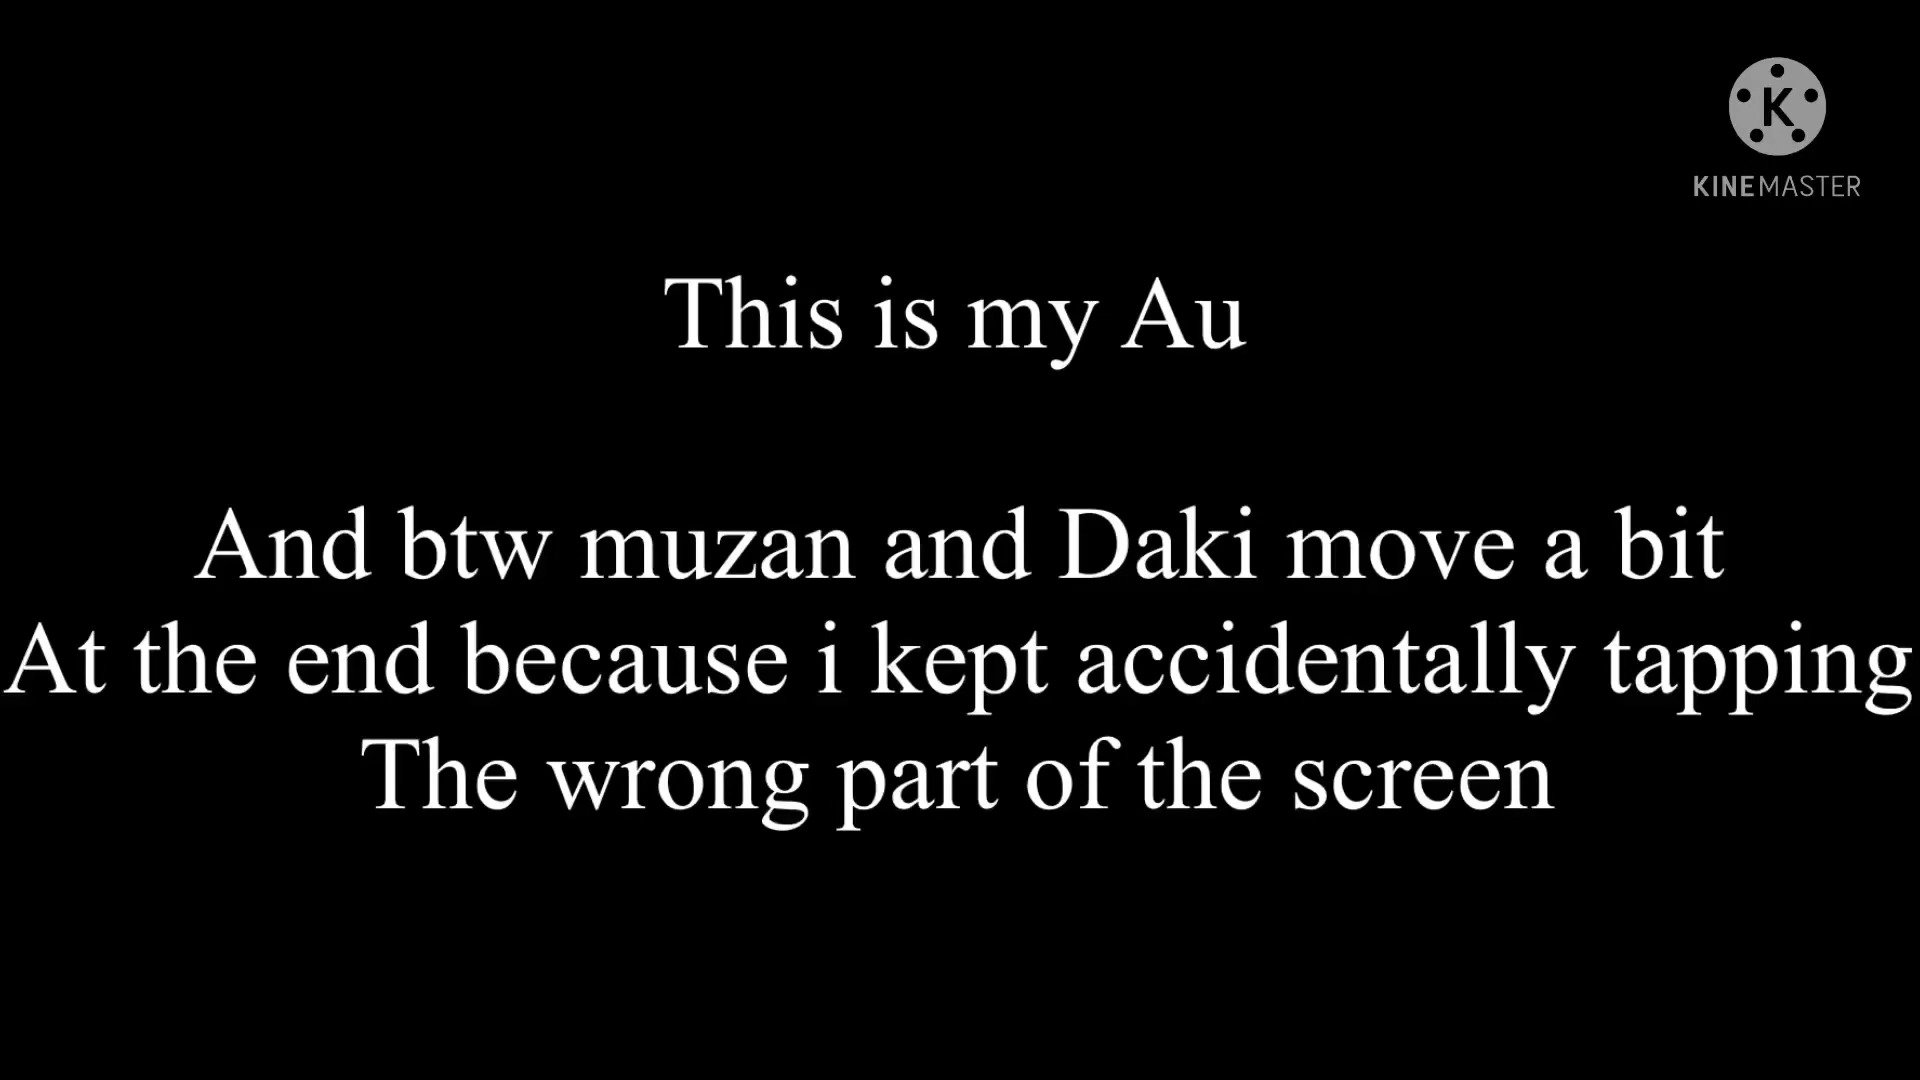 K
KINEMASTER
This is my Au
And btw muzan and Daki move a bit
At the end because i kept accidentally tapping
The wrong part of the screen